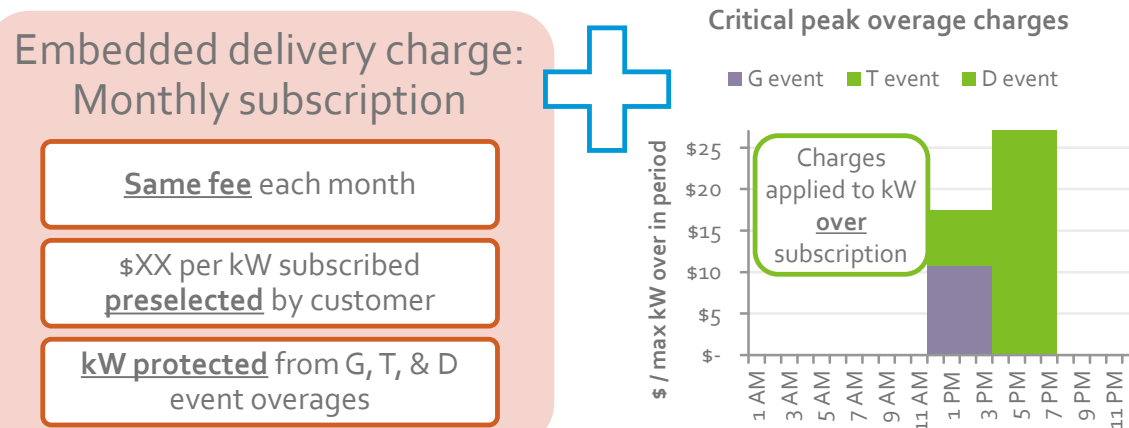 Embedded delivery charge:
Monthly subscription
Same fee each month
$XX per kW subscribed
preselected by customer
kW protected from G, T, & D
event overages
Critical peak overage charges
G event
T event
D event
$ / max kW over in period
$25
$20
$15
$10
$5
$-
Charges
applied to kW
over
subscription
1 AM
3 AM
5 AM
7 AM
9 AM
11 AM
1 PM
3 PM
5 PM
7 PM
9 PM
11 PM